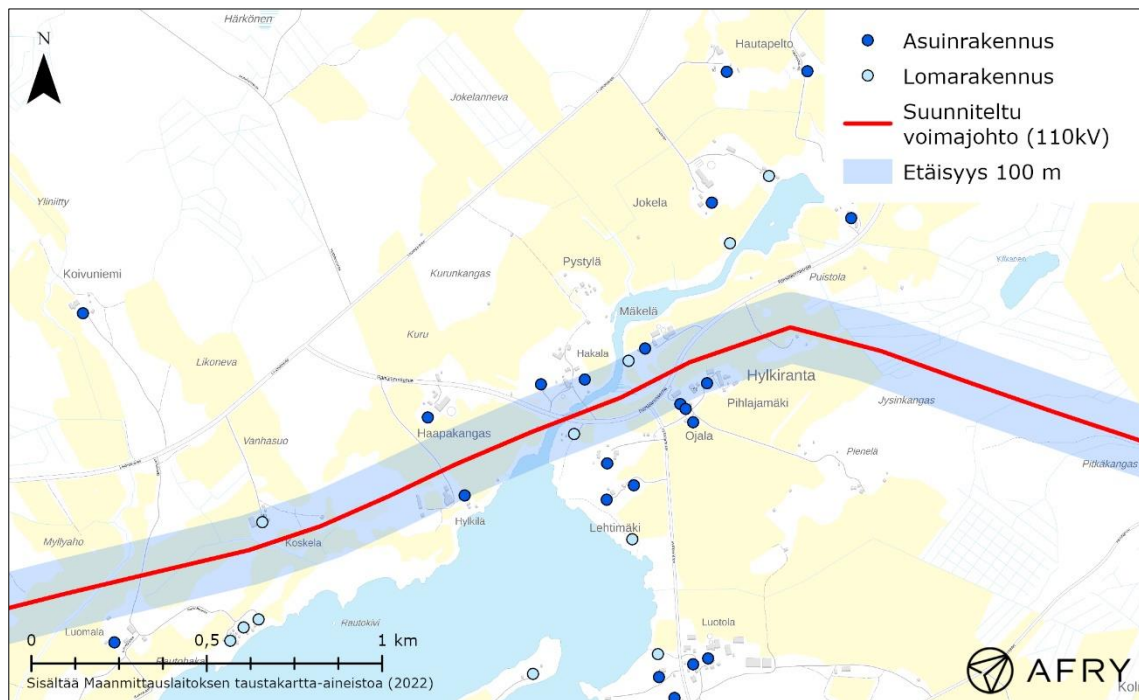 Härkönen
N
Jokelanneva
Hautapelto
Asuinrakennus
Lomarakennus
Suunniteltu
voimajohto (110kV)
Etäisyys 100 m
Yliniitty
Koivuniemi
Kurunkangas
Jokela
Pystylä
Puistola
Mäkelä
Kuru
Likoneva
Hakala
Hylkiranta
Pihlajamäki
Jysinkangas
Haapakangas
Vanhasuo
Ojala
Pienelä
Pitkäkangas
Hylkilä
Lehtimäki
Koskela
Myllyaho
Luomala
Rautokivi
Luotola
0
0,5
1 km
Sisältää Maanmittauslaitoksen taustakartta-aineistoa (2022)
AFRY